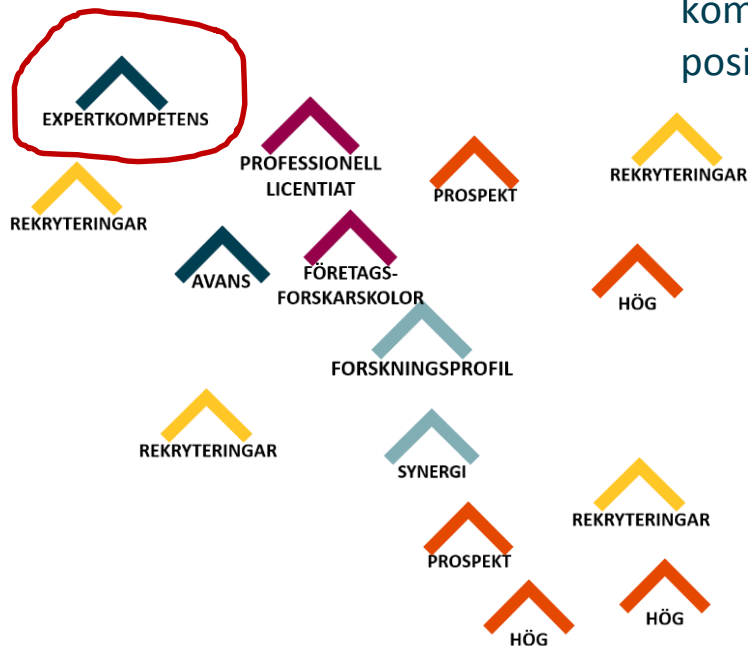 kom
posi
EXPERTKOMPETENS
PROFESSIONELL
LICENTIAT
PROSPEKT
REKRYTERINGAR
REKRYTERINGAR
AVANS
FÖRETAGS-
FORSKARSKOLOR
HÖG
FORSKNINGSPROFIL
REKRYTERINGAR
SYNERGI
REKRYTERINGAR
PROSPEKT
HÖG
HÖG